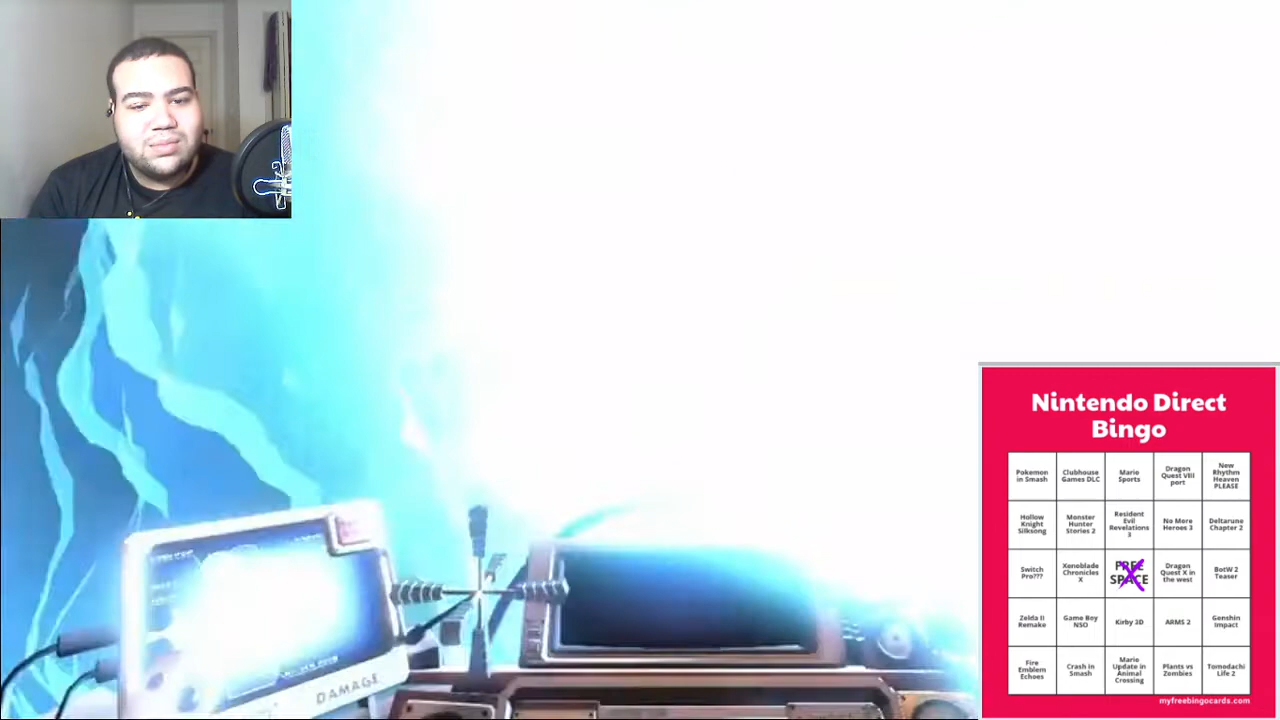 DAMAGE
Nintendo Direct
Bingo
Pokemon
in Smash
Clubhouse
Games DLC
Mario
Sports
Dragon
Quest VIII
port
New
Rhythm
Heaven
PLEASE
Hollow
Knight
Silksong
Monster
Hunter
Stories 2
Resident
Evil
Revelations
3
No More
Heroes 3
Deltarune
Chapter 2
Switch
Pro???
Xenoblade
Chronicles
X
FREE
SPACE
Dragon
Quest X in
the west
BotW 2
Teaser
Zelda II
Remake
Game Boy
NSO
Kirby 3D
ARMS 2
Genshin
Impact
Fire
Emblem
Echoes
Crash in
Smash
Mario
Update in
Animal
Crossing
Plants vs
Zombies
Tomodachi
Life 2
myfreebingocards.com